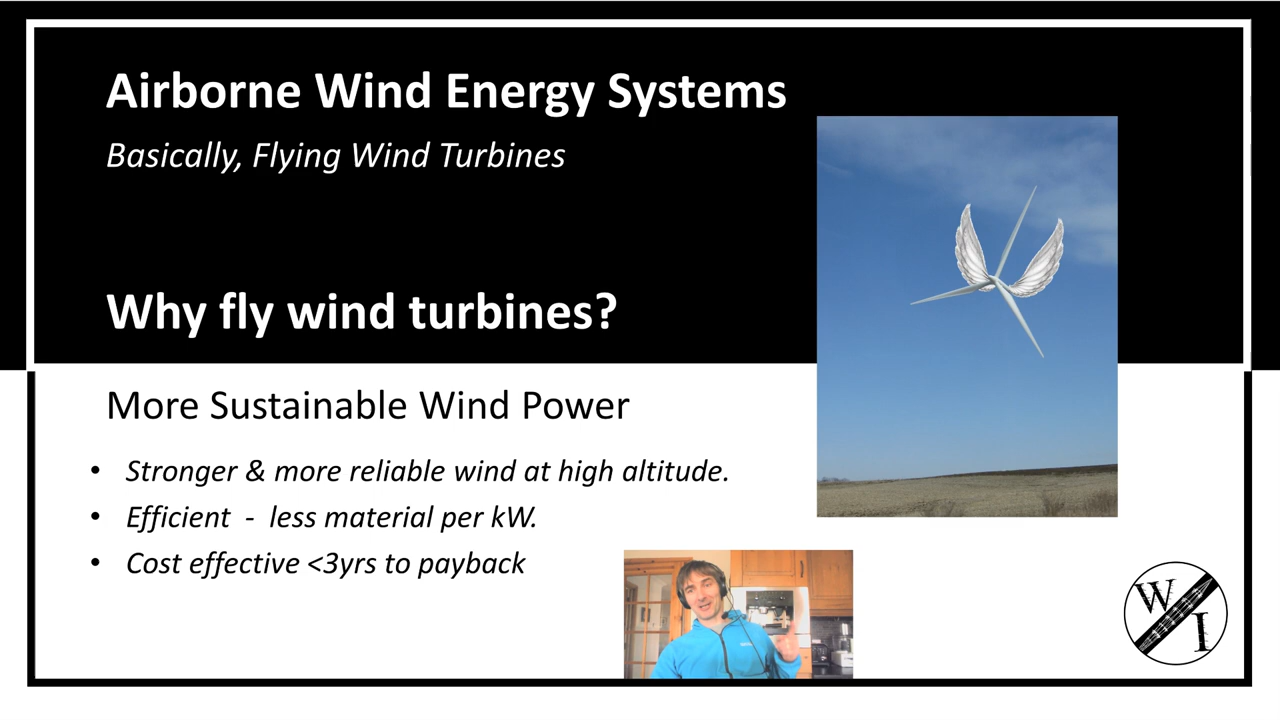 Airborne Wind Energy Systems
Basically, Flying Wind Turbines
Why fly wind turbines?
More Sustainable Wind Power
• Stronger & more reliable wind at high altitude.
• Efficient - less material per kW.
• Cost effective <3yrs to payback
W
I